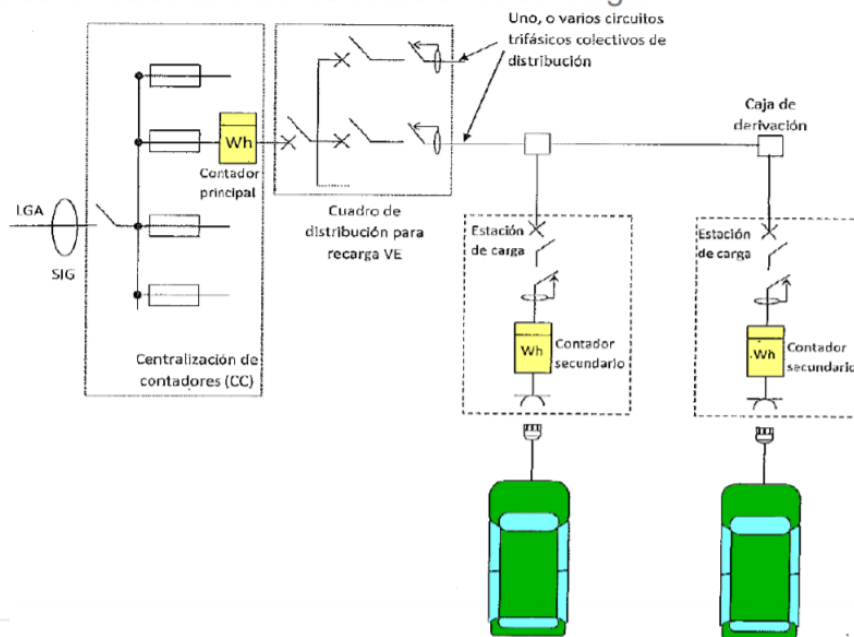 Uno, o varios circuitos
trifásicos colectivos de
distribución
Caja de
derivación
Wh
Contador
principal
LGA
SIG
Cuadro de
distribución para
recarga VE
Centralización de
contadores (CC)
Estación
de carga
Wh
Contador
secundario
Estación
de carga
Wh
Contador
secundario